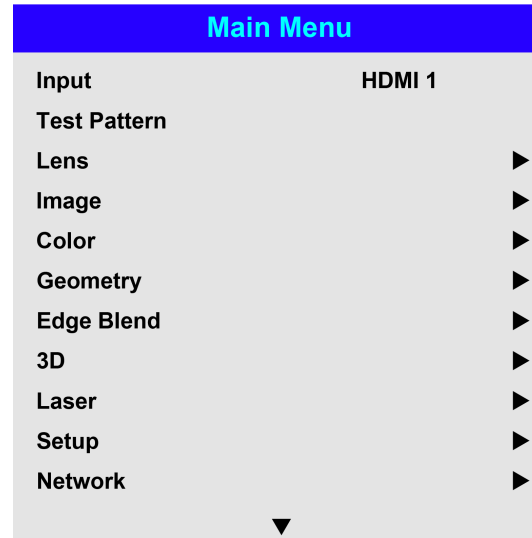 Main Menu
Input HDMI 1
Test Pattern
Lens
Image
Color
Geometry
Edge Blend
3D
Laser
Setup
Network